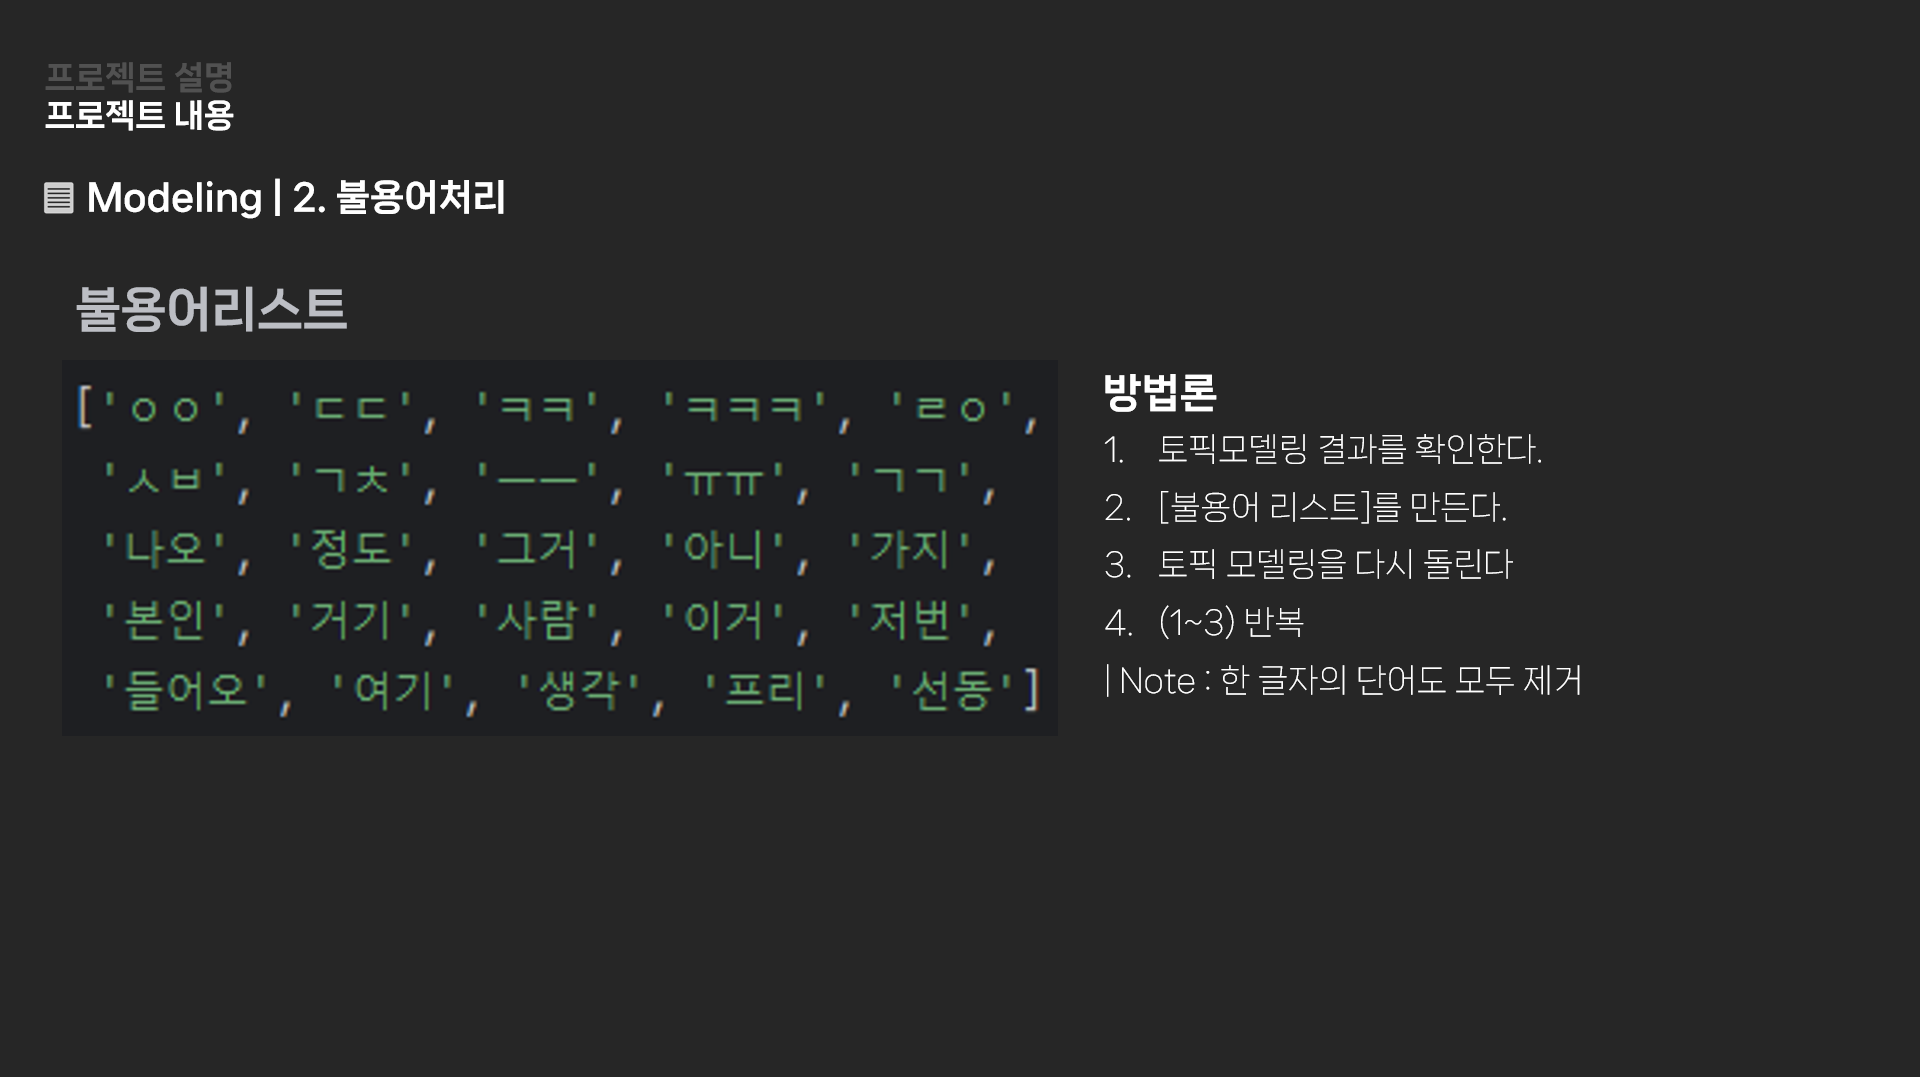 프로젝트 설명
프로젝트 내용
Modeling | 2. 불용어처리
불용어리스트
['ㅇㅇ', 'ㄷㄷ', 'ㅋㅋ', 'ㅋㅋㅋ', 'ㄹㅇ',
'ㅅㅂ', 'ㄱㅊ', 'ㅡㅡ', 'ㅠㅠ', 'ㄱㄱ',
'나오', '정도', '그거', '아니', '가지',
'본인', '거기', '사람', '이거', '저번',
'들어오', '여기', '생각', '프리', '선동']
방법론
1. 토픽모델링 결과를 확인한다.
2. [불용어 리스트]를 만든다.
3. 토픽 모델링을 다시 돌린다
4. (1~3) 반복
| Note : 한 글자의 단어도 모두 제거